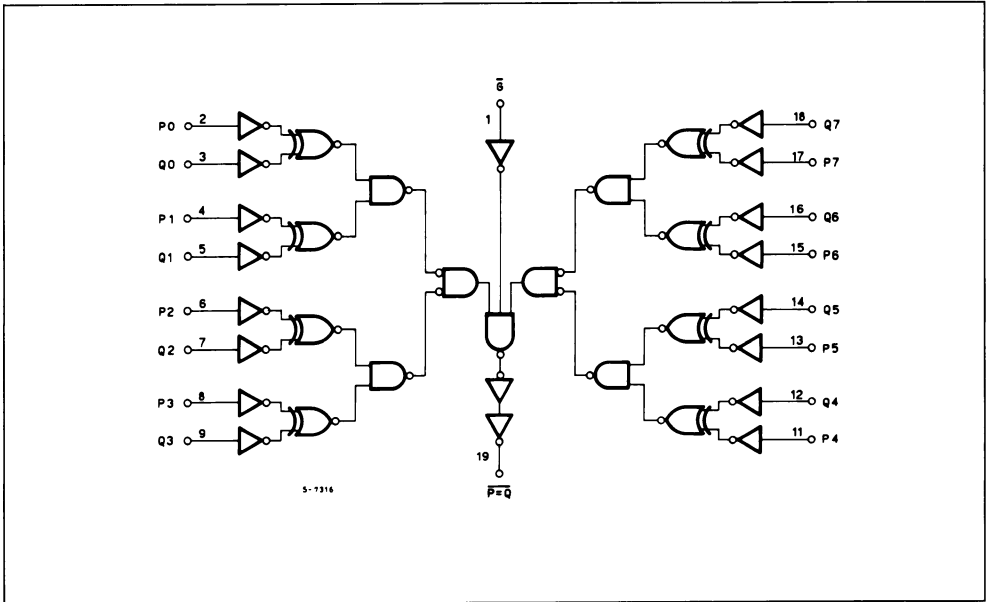 G̅
1
P0 2
Q0 3
P1 4
Q1 5
P2 6
Q2 7
P3 8
Q3 9
18 Q7
17 P7
16 Q6
15 P6
14 Q5
13 P5
12 Q4
11 P4
19
P̅=̅Q̅
S-7316